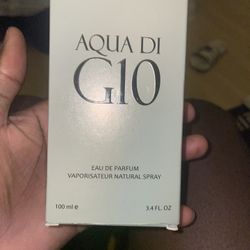 AQUA DI
G10
EAU DE PARFUM
VAPORISATEUR NATURAL SPRAY
100 ml e 3.4 FL. OZ